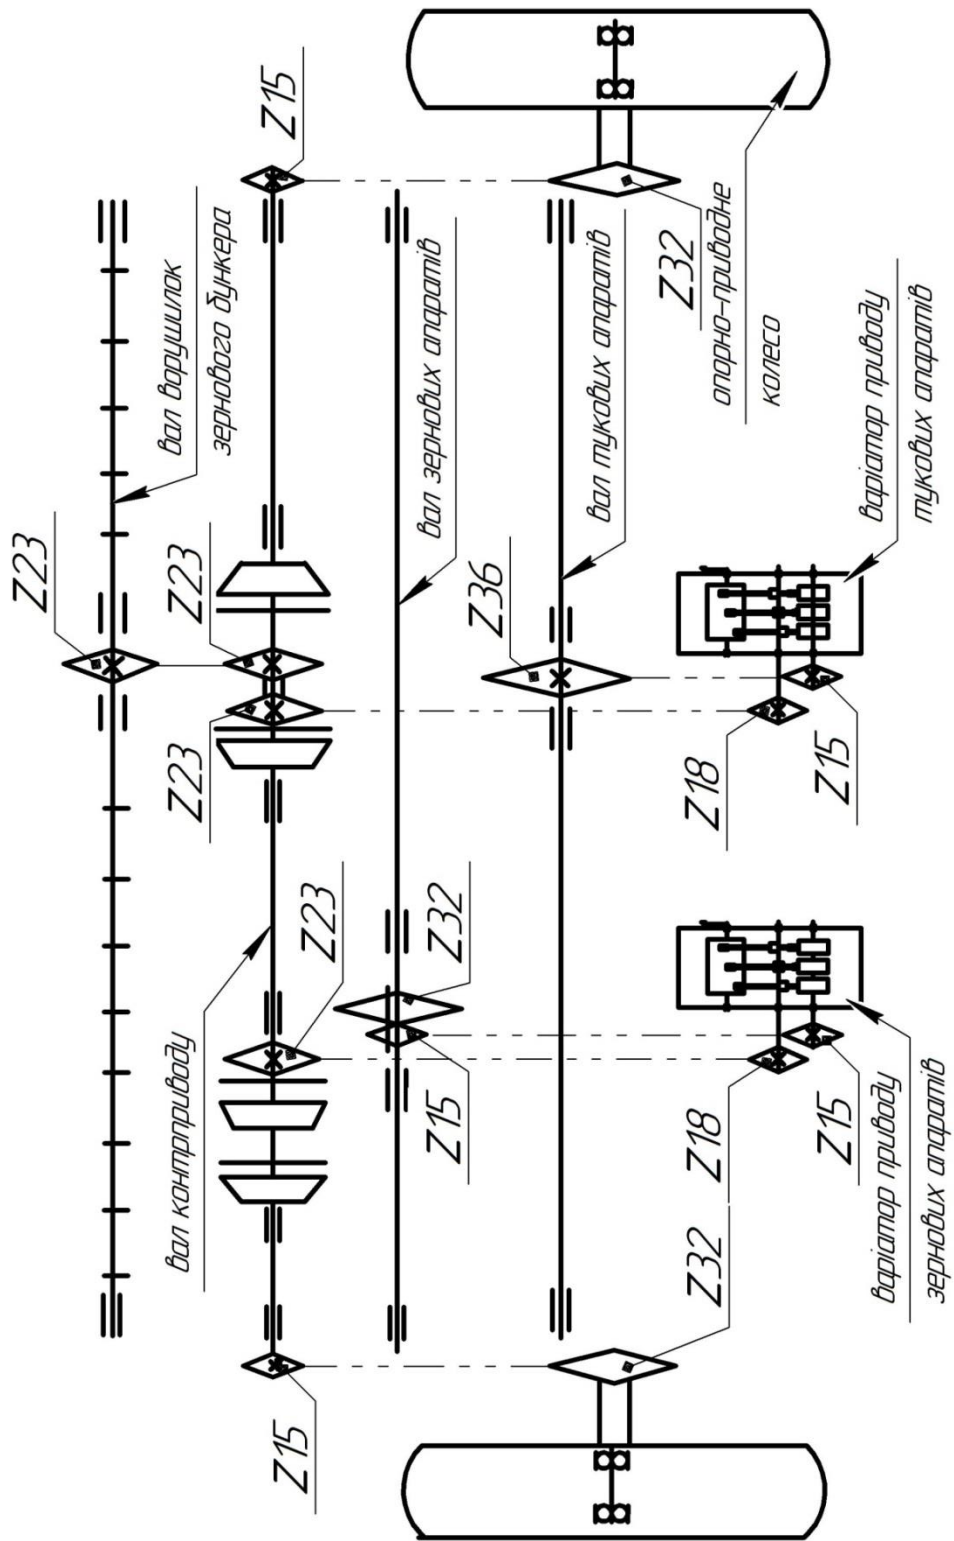 Z23
вал ворушилок
зернового бункера
вал контрприводу
Z23
Z23
Z15
Z15
Z23
Z15
Z32
вал зернових апаратів
Z36
вал тукових апаратів
Z32
Z18
Z18
Z32
опорно-приводне
колесо
Z15
Z15
варіатор приводу
зернових апаратів
варіатор приводу
тукових апаратів